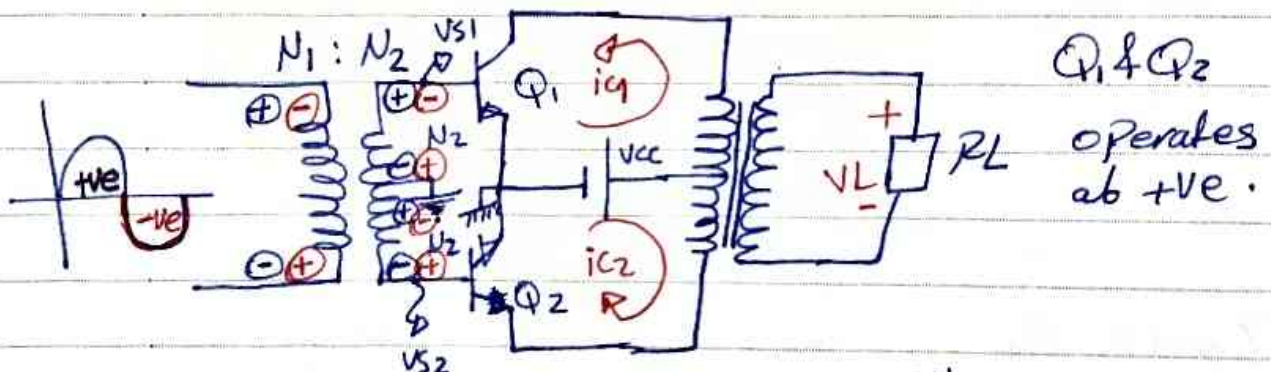 N1 : N2
VS1
Q1 & Q2
operates
ab +ve.
+ve
-ve
+ -
+ -
Q1
ic1
N2
- +
- +
VCC
+
VL
-
RL
+ -
N2
- +
- +
Q2
ic2
VS2